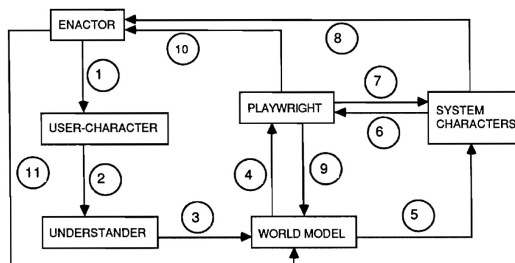 ENACTOR
8
10
1
7
PLAYWRIGHT
SYSTEM
CHARACTERS
USER-CHARACTER
6
11
2
4
9
3
5
UNDERSTANDER
WORLD MODEL